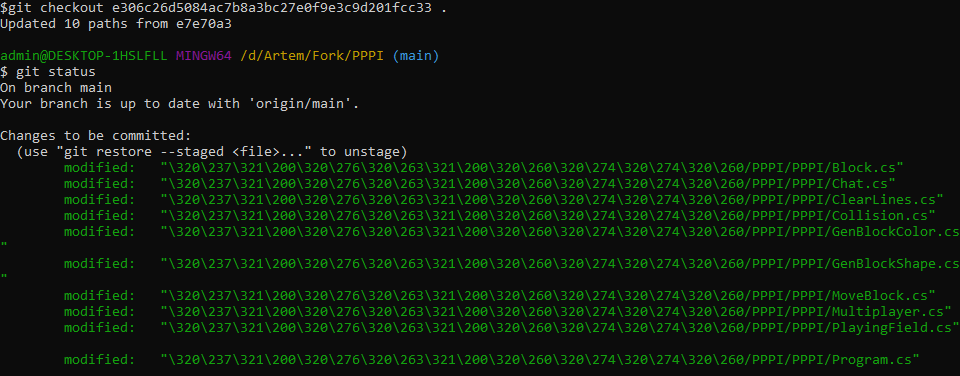 $git checkout e306c26d5084ac7b8a3bc27e0f9e3c9d201fcc33 .
Updated 10 paths from e7e70a3
admin@DESKTOP-1HSLFLL MINGW64 /d/Artem/Fork/PPPI (main)
$ git status
On branch main
Your branch is up to date with 'origin/main'.
Changes to be committed:
(use "git restore --staged <file>..." to unstage)
modified: "\320\237\321\200\320\276\320\263\321\200\320\260\320\274\320\274\320\260/PPPI/PPPI/Block.cs"
modified: "\320\237\321\200\320\276\320\263\321\200\320\260\320\274\320\274\320\260/PPPI/PPPI/Chat.cs"
modified: "\320\237\321\200\320\276\320\263\321\200\320\260\320\274\320\274\320\260/PPPI/PPPI/ClearLines.cs"
modified: "\320\237\321\200\320\276\320\263\321\200\320\260\320\274\320\274\320\260/PPPI/PPPI/Collision.cs"
modified: "\320\237\321\200\320\276\320\263\321\200\320\260\320\274\320\274\320\260/PPPI/PPPI/GenBlockColor.cs
"
modified: "\320\237\321\200\320\276\320\263\321\200\320\260\320\274\320\274\320\260/PPPI/PPPI/GenBlockShape.cs
"
modified: "\320\237\321\200\320\276\320\263\321\200\320\260\320\274\320\274\320\260/PPPI/PPPI/MoveBlock.cs"
modified: "\320\237\321\200\320\276\320\263\321\200\320\260\320\274\320\274\320\260/PPPI/PPPI/Multiplayer.cs"
modified: "\320\237\321\200\320\276\320\263\321\200\320\260\320\274\320\274\320\260/PPPI/PPPI/PlayingField.cs"
modified: "\320\237\321\200\320\276\320\263\321\200\320\260\320\274\320\274\320\260/PPPI/PPPI/Program.cs"